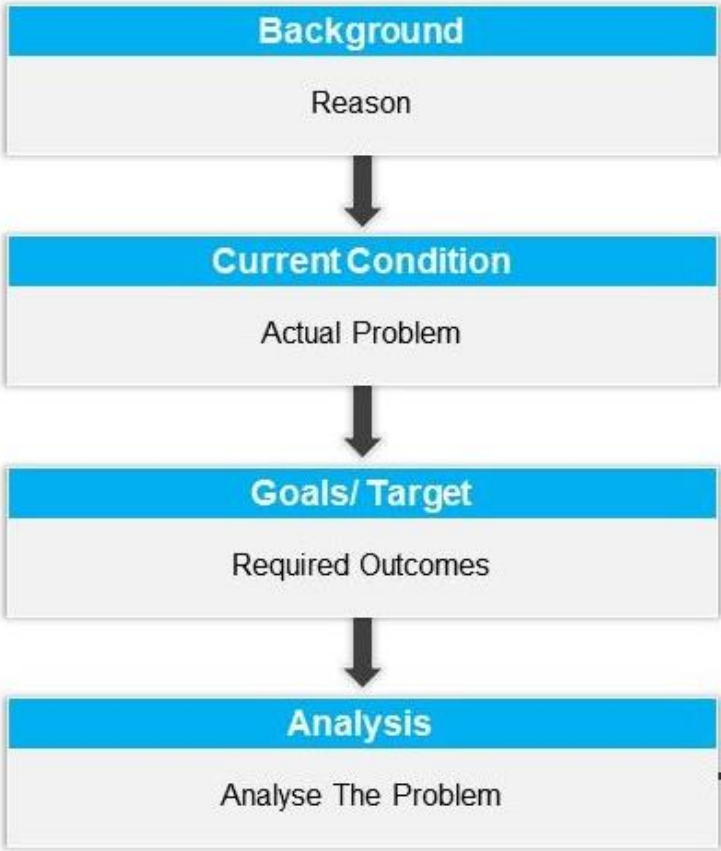 Background
Reason
Current Condition
Actual Problem
Goals/ Target
Required Outcomes
Analysis
Analyse The Problem